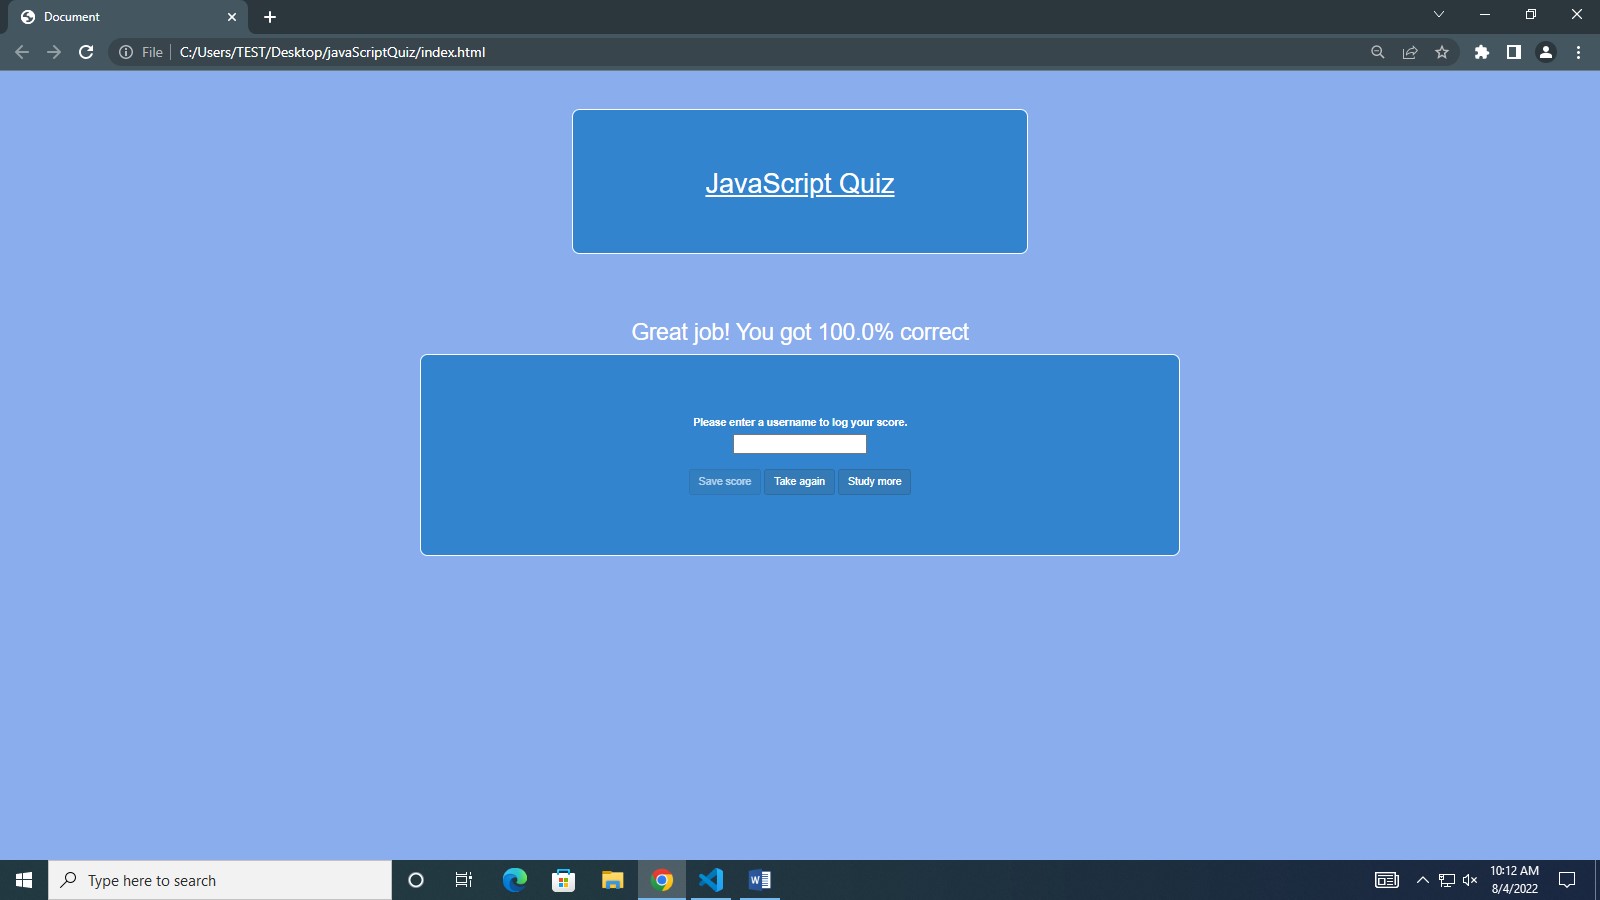 Document
File
C:/Users/TEST/Desktop/javaScriptQuiz/index.html
JavaScript Quiz
Great job! You got 100.0% correct
Please enter a username to log your score.
Save score Take again Study more
Type here to search
W
10:12 AM
8/4/2022